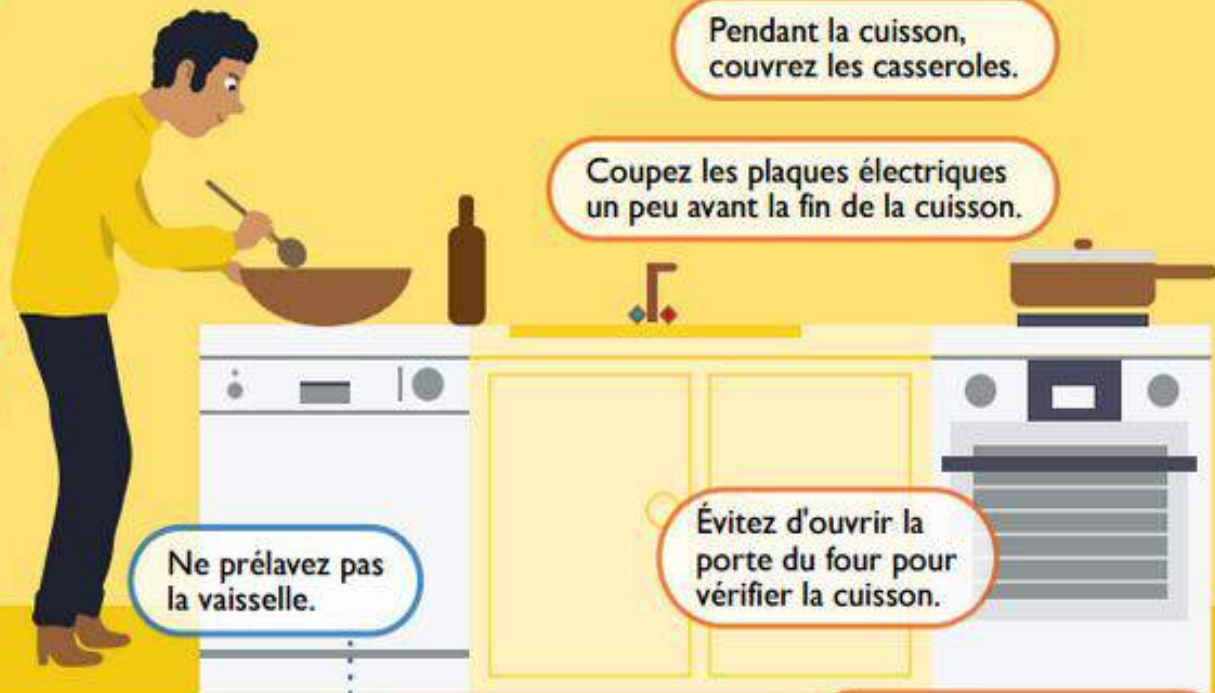 Pendant la cuisson,
couvrez les casseroles.
Coupez les plaques électriques
un peu avant la fin de la cuisson.
Évitez d'ouvrir la
porte du four pour
vérifier la cuisson.
Ne prélavez pas
la vaisselle.